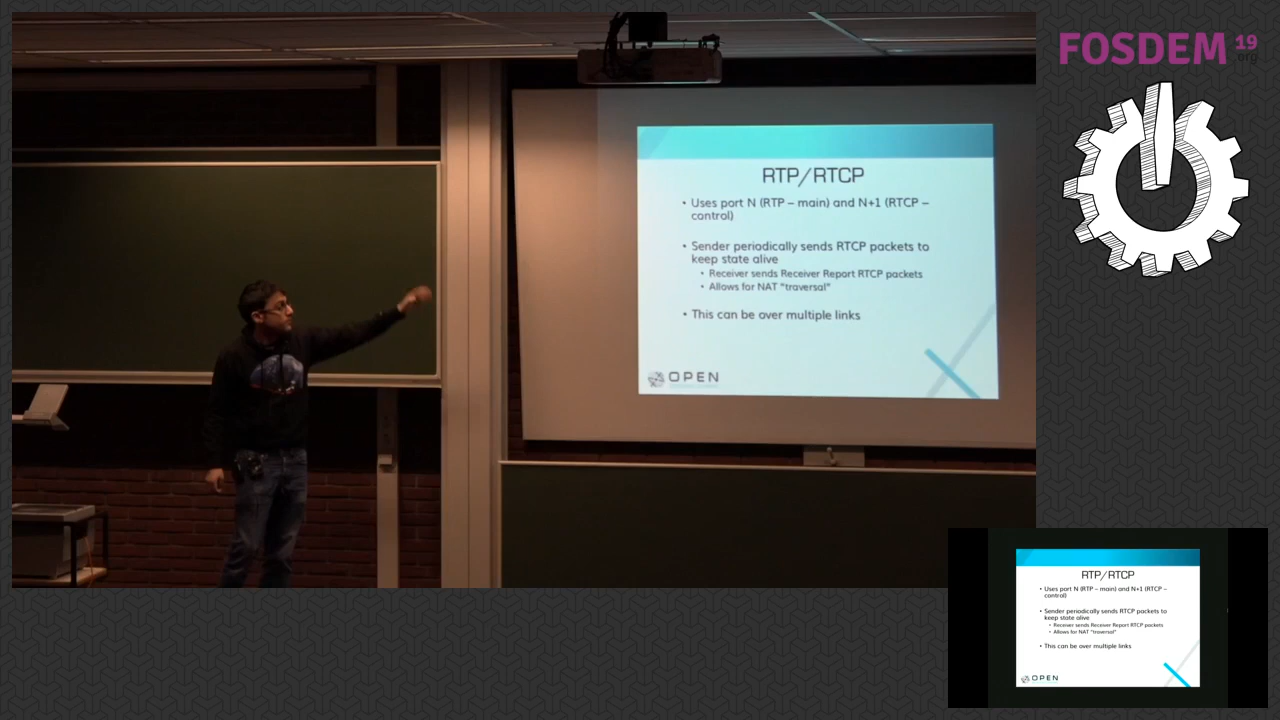 FOSDEM 19
.org
RTP/RTCP
• Uses port N (RTP – main) and N+1 (RTCP –
control)
• Sender periodically sends RTCP packets to
keep state alive
• Receiver sends Receiver Report RTCP packets
• Allows for NAT "traversal"
• This can be over multiple links
OPEN
RTP/RTCP
• Uses port N (RTP – main) and N+1 (RTCP –
control)
• Sender periodically sends RTCP packets to
keep state alive
• Receiver sends Receiver Report RTCP packets
• Allows for NAT "traversal"
• This can be over multiple links
OPEN